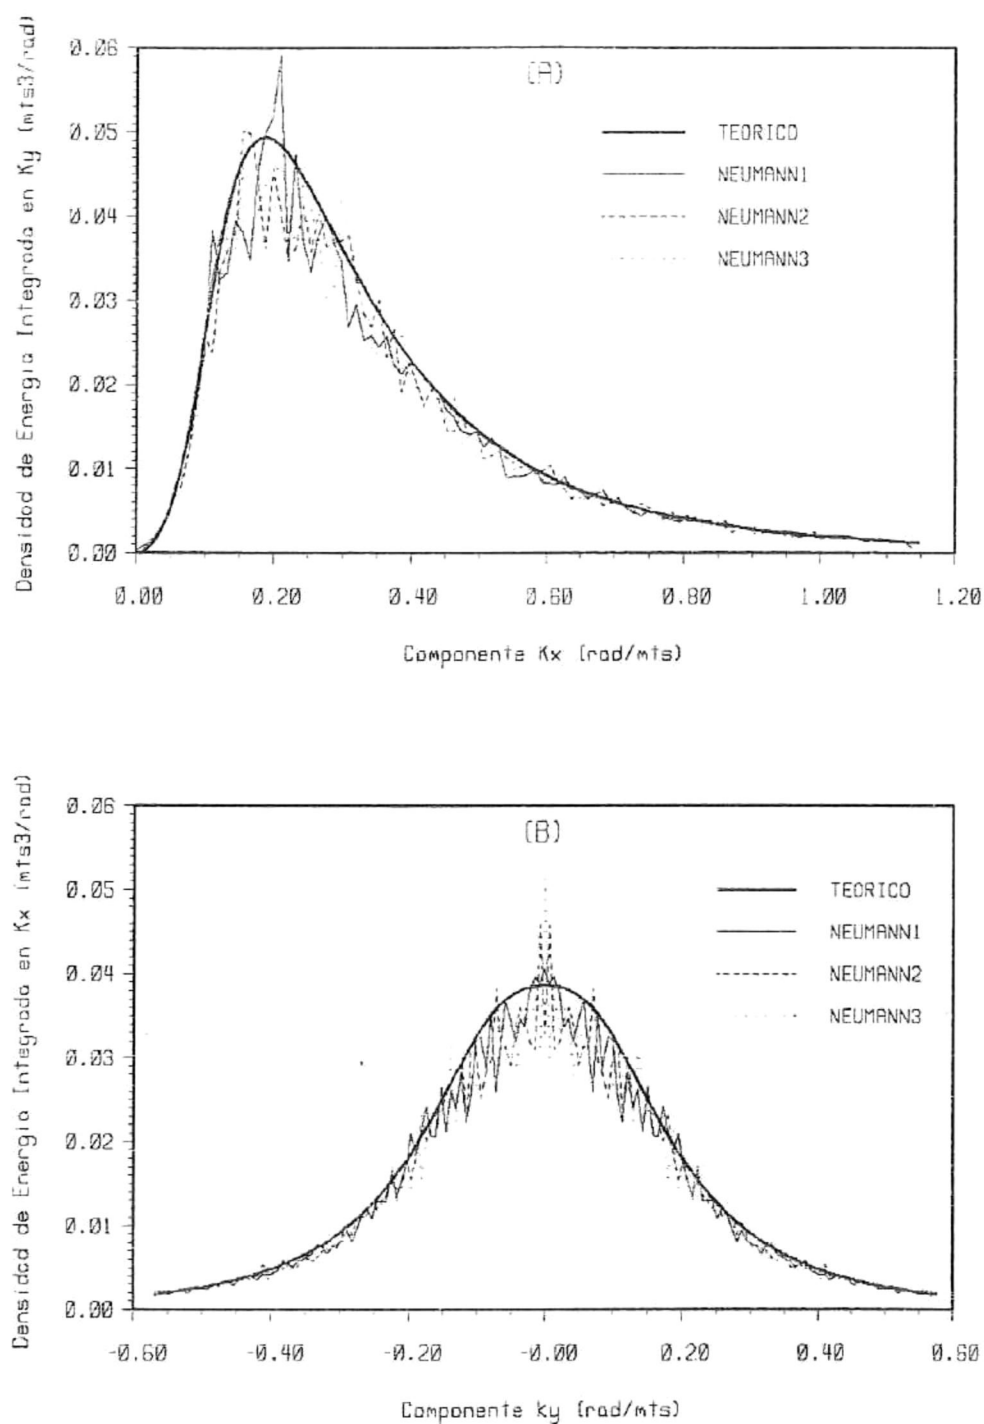 Densidad de Energia Integrada en Ky (mts3/rad)
0.06
0.05
0.04
0.03
0.02
0.01
0.00
(A)
TEORICO
NEUMANN1
NEUMANN2
NEUMANN3
0.00 0.20 0.40 0.60 0.80 1.00 1.20
Componente Kx (rad/mts)
Densidad de Energia Integrada en Kx (mts3/rad)
0.06
0.05
0.04
0.03
0.02
0.01
0.00
(B)
TEORICO
NEUMANN1
NEUMANN2
NEUMANN3
-0.60 -0.40 -0.20 -0.00 0.20 0.40 0.60
Componente ky (rad/mts)